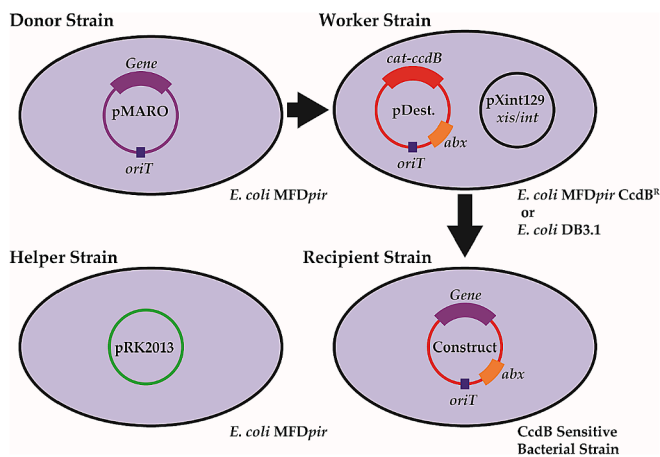 Donor Strain
Gene
pMARO
oriT
E. coli MFDpir
Worker Strain
cat-ccdB
pDest.
abx
oriT
pXint129
xis/int
E. coli MFDpir CcdBᴿ
or
E. coli DB3.1
Helper Strain
pRK2013
E. coli MFDpir
Recipient Strain
Gene
Construct
abx
oriT
CcdB Sensitive
Bacterial Strain